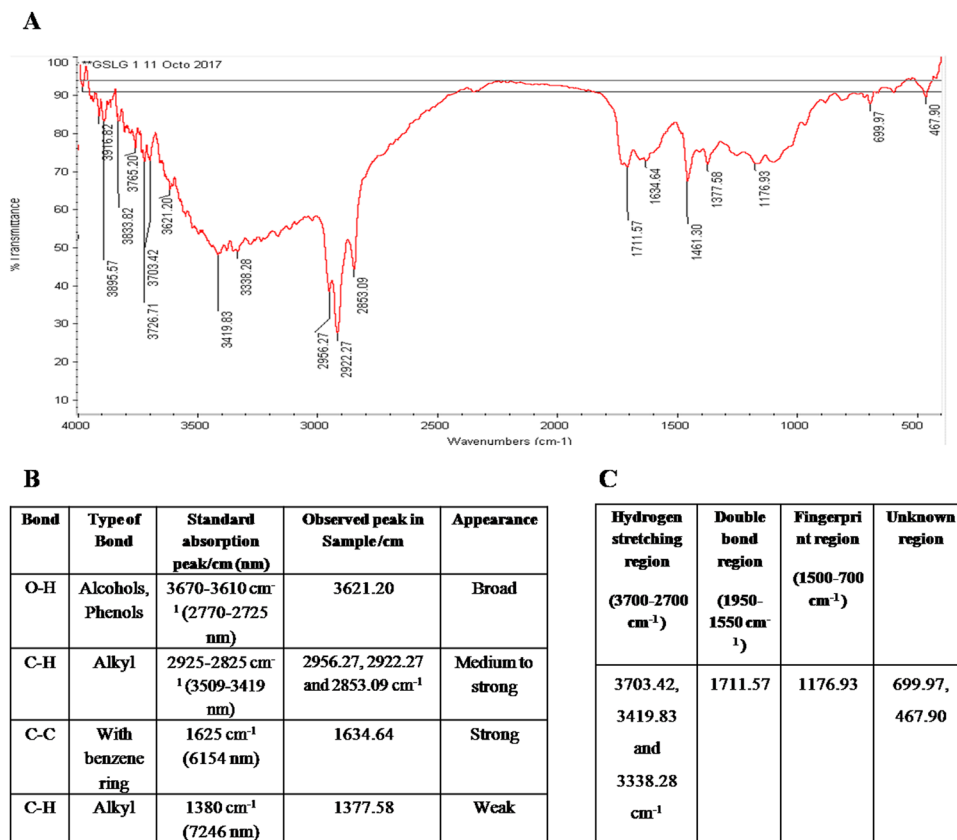 A
**GSLG 1 11 Octo 2017
100
90
80
70
60
50
40
30
20
10
%Transmittance
3916.82
3895.57
3833.82
3765.20
3726.71
3703.42
3621.20
3419.83
3338.28
2956.27
2922.27
2853.09
1711.57
1634.64
1461.30
1377.58
1176.93
699.97
467.90
4000
3500
3000
2500
2000
1500
1000
500
Wavenumbers (cm-1)
B
Bond
Type of
Bond
Standard
absorption
peak/cm (nm)
Observed peak in
Sample/cm
Appearance
O-H
Alcohols,
Phenols
3670-3610 cm-
1 (2770-2725
nm)
3621.20
Broad
C-H
Alkyl
2925-2825 cm-
1 (3509-3419
nm)
2956.27, 2922.27
and 2853.09 cm-1
Medium to
strong
C-C
With
benzene
ring
1625 cm-1
(6154 nm)
1634.64
Strong
C-H
Alkyl
1380 cm-1
(7246 nm)
1377.58
Weak
C
Hydrogen
stretching
region
(3700-2700
cm-1)
Double
bond
region
(1950-
1550 cm-
1)
Fingerpri
nt region
(1500-700
cm-1)
Unknown
region
3703.42,
3419.83
and
3338.28
cm-1
1711.57
1176.93
699.97,
467.90